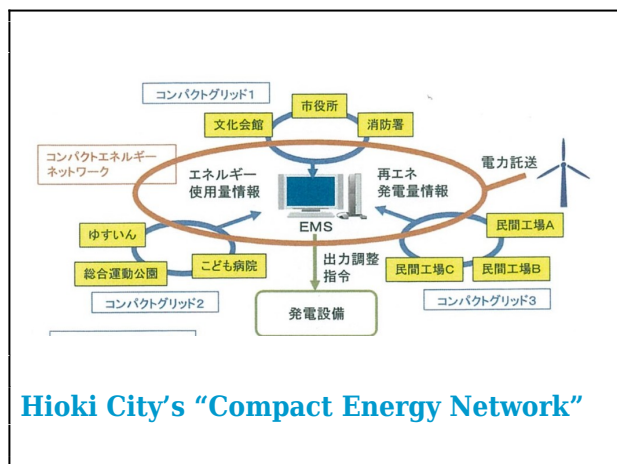 コンパクトグリッド1
市役所
文化会館
消防署
コンパクトエネルギー
ネットワーク
エネルギー
使用量情報
再エネ
発電量情報
電力託送
EMS
ゆすいん
総合運動公園
こども病院
コンパクトグリッド2
出力調整
指令
発電設備
民間工場A
民間工場C
民間工場B
コンパクトグリッド3
Hioki City’s “Compact Energy Network”